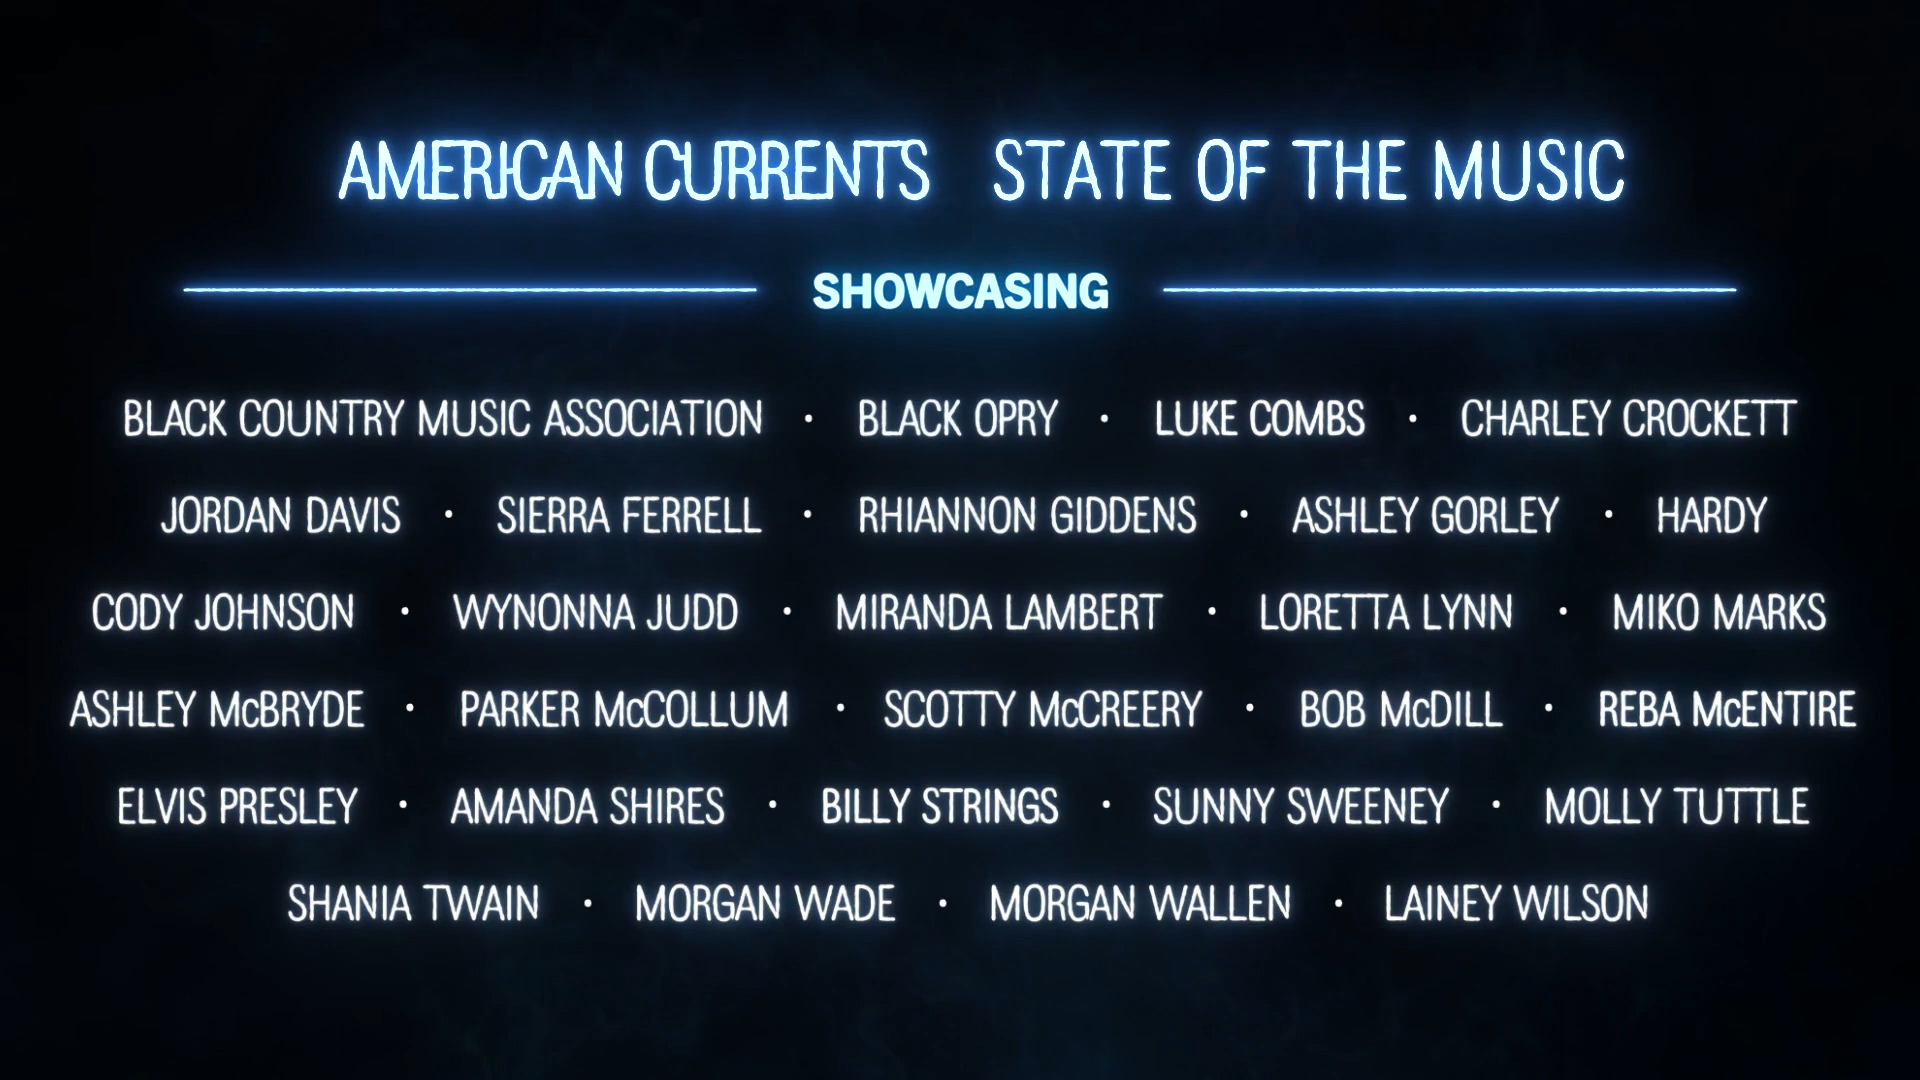 AMERICAN CURRENTS STATE OF THE MUSIC
SHOWCASING
BLACK COUNTRY MUSIC ASSOCIATION · BLACK OPRY · LUKE COMBS · CHARLEY CROCKETT
JORDAN DAVIS · SIERRA FERRELL · RHIANNON GIDDENS · ASHLEY GORLEY · HARDY
CODY JOHNSON · WYNONNA JUDD · MIRANDA LAMBERT · LORETTA LYNN · MIKO MARKS
ASHLEY McBRYDE · PARKER McCOLLUM · SCOTTY McCREERY · BOB McDILL · REBA McENTIRE
ELVIS PRESLEY · AMANDA SHIRES · BILLY STRINGS · SUNNY SWEENEY · MOLLY TUTTLE
SHANIA TWAIN · MORGAN WADE · MORGAN WALLEN · LAINEY WILSON